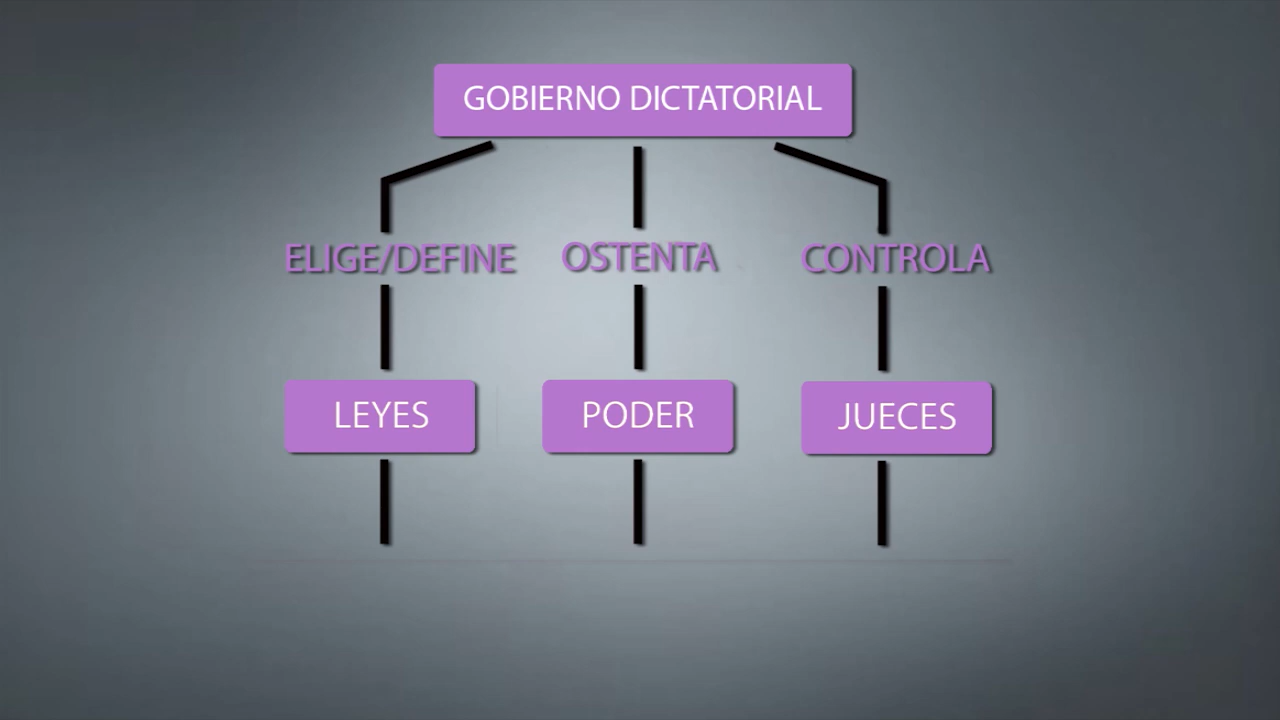 GOBIERNO DICTATORIAL
ELIGE/DEFINE
OSTENTA
CONTROLA
LEYES
PODER
JUECES